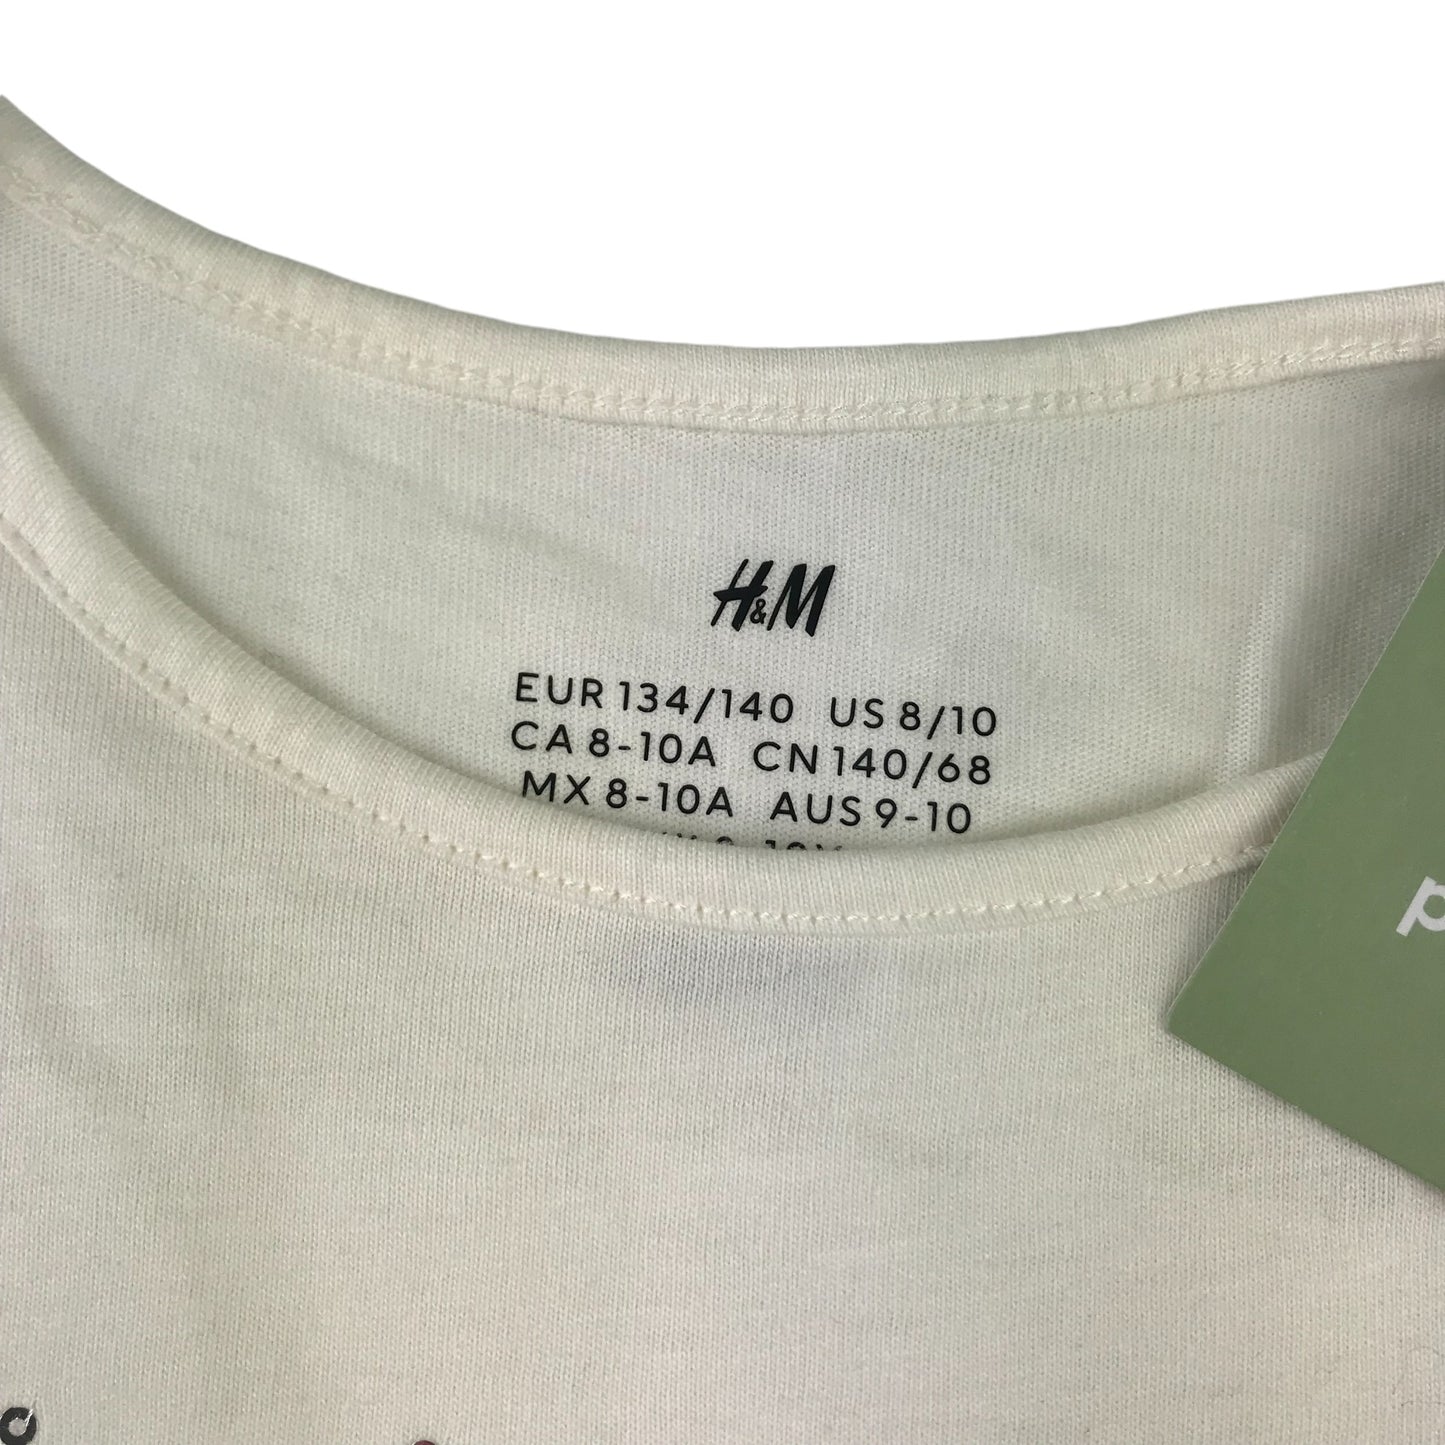 H&M
EUR 134/140 US 8/10
CA 8-10A CN 140/68
MX 8-10A AUS 9-10
p